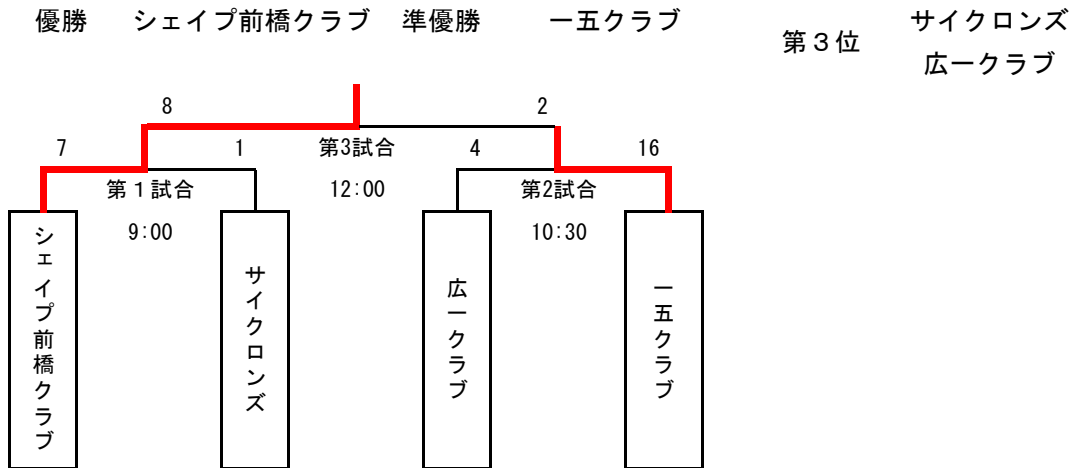 優勝 シェイプ前橋クラブ 準優勝 一五クラブ
第３位 サイクロンズ
広一クラブ
8 2
7 1 第3試合 4 16
第１試合 12:00 第2試合
9:00 10:30
シェイプ前橋クラブ
サイクロンズ
広一クラブ
一五クラブ